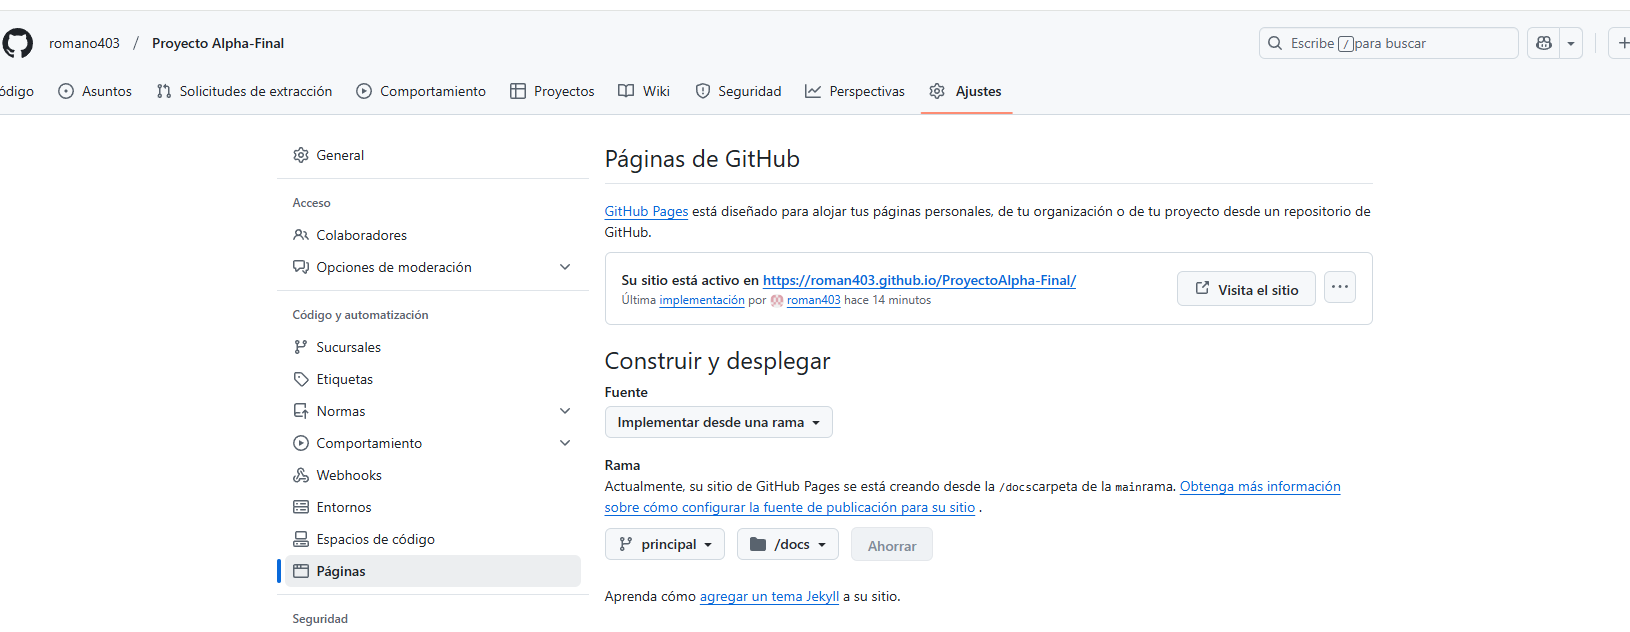 romano403 / Proyecto Alpha-Final
Escribe / para buscar
ódigo Asuntos Solicitudes de extracción Comportamiento Proyectos Wiki Seguridad Perspectivas Ajustes
General
Acceso
Colaboradores
Opciones de moderación
Código y automatización
Sucursales
Etiquetas
Normas
Comportamiento
Webhooks
Entornos
Espacios de código
Páginas
Seguridad
Páginas de GitHub
GitHub Pages está diseñado para alojar tus páginas personales, de tu organización o de tu proyecto desde un repositorio de
GitHub.
Su sitio está activo en https://roman403.github.io/ProyectoAlpha-Final/
Última implementación por roman403 hace 14 minutos
Visita el sitio
Construir y desplegar
Fuente
Implementar desde una rama
Rama
Actualmente, su sitio de GitHub Pages se está creando desde la /docscarpeta de la mainrama. Obtenga más información
sobre cómo configurar la fuente de publicación para su sitio .
principal /docs Ahorrar
Aprenda cómo agregar un tema Jekyll a su sitio.